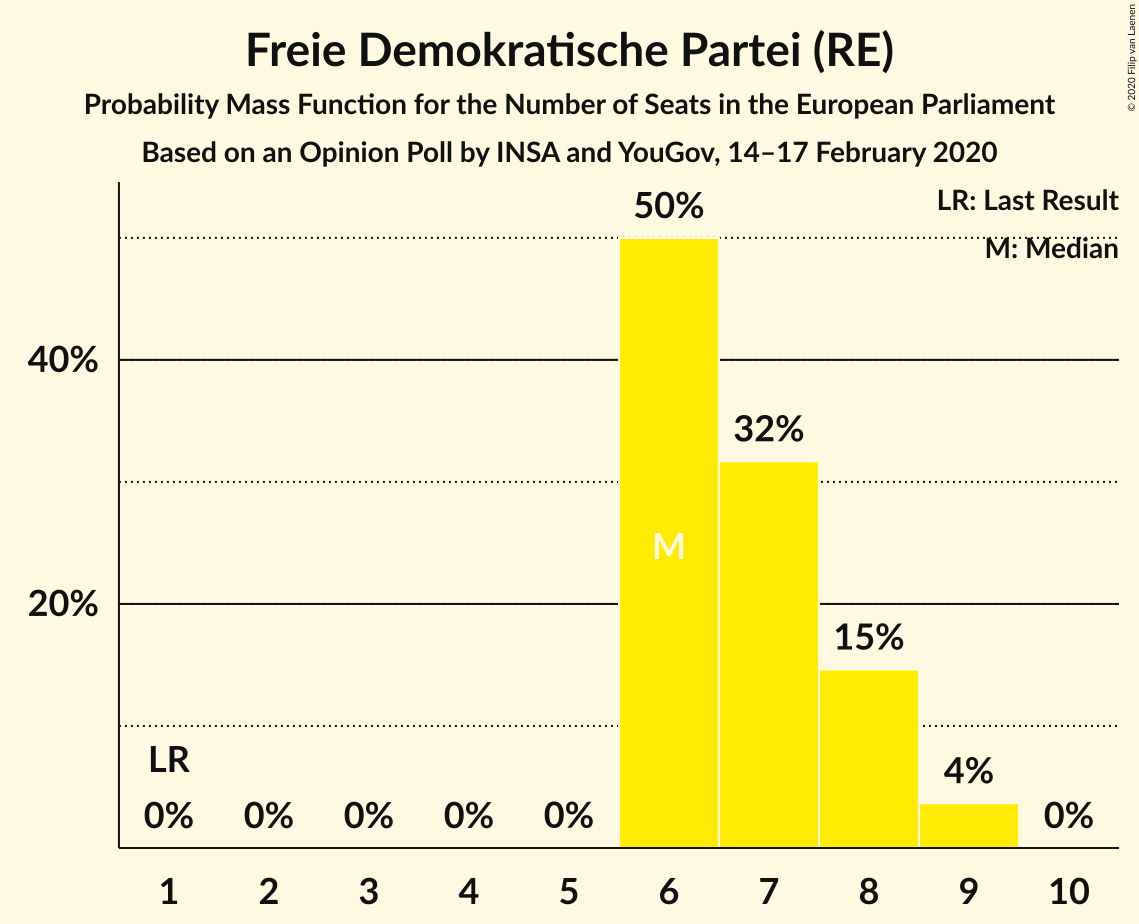 Freie Demokratische Partei (RE)
Probability Mass Function for the Number of Seats in the European Parliament
Based on an Opinion Poll by INSA and YouGov, 14–17 February 2020
© 2020 Filip van Laenen
LR: Last Result
M: Median
50%
40%
32%
M
20%
15%
LR
4%
0% 0% 0% 0% 0% 0%
1 2 3 4 5 6 7 8 9 10